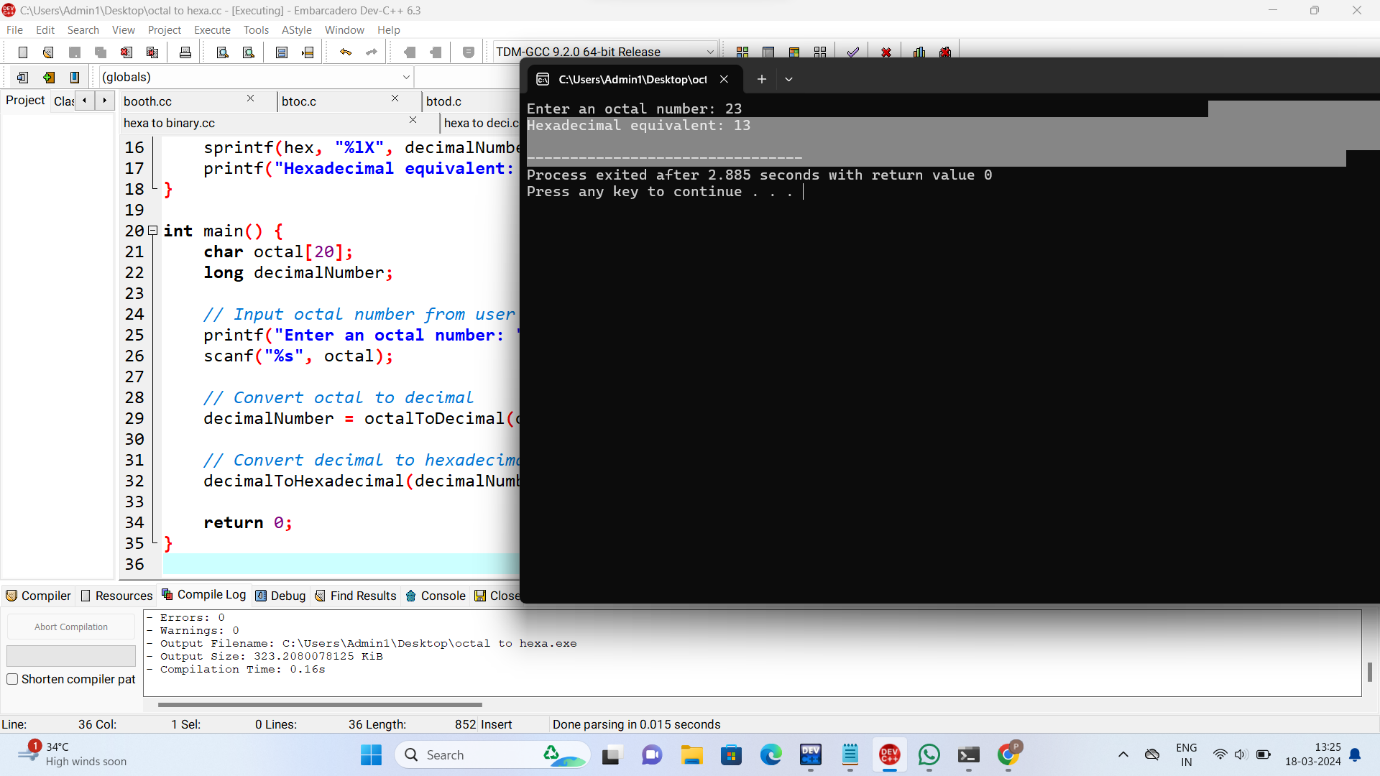 C:\Users\Admin1\Desktop\octal to hexa.cc - [Executing] - Embarcadero Dev-C++ 6.3
File Edit Search View Project Execute Tools AStyle Window Help
TDM-GCC 9.2.0 64-bit Release
(globals)
Project Clas
booth.cc btoc.c btod.c
hexa to binary.cc hexa to deci.c
16 sprintf(hex, "%lX", decimalNumbe
17 printf("Hexadecimal equivalent:
18 }
19
20 int main() {
21 char octal[20];
22 long decimalNumber;
23
24 // Input octal number from user
25 printf("Enter an octal number: "
26 scanf("%s", octal);
27
28 // Convert octal to decimal
29 decimalNumber = octalToDecimal(o
30
31 // Convert decimal to hexadecima
32 decimalToHexadecimal(decimalNumb
33
34 return 0;
35 }
36
C:\Users\Admin1\Desktop\oct
Enter an octal number: 23
Hexadecimal equivalent: 13
--------------------------------
Process exited after 2.885 seconds with return value 0
Press any key to continue . . .
Compiler Resources Compile Log Debug Find Results Console Close
Abort Compilation
Shorten compiler pat
- Errors: 0
- Warnings: 0
- Output Filename: C:\Users\Admin1\Desktop\octal to hexa.exe
- Output Size: 323.2080078125 KiB
- Compilation Time: 0.16s
Line: 36 Col: 1 Sel: 0 Lines: 36 Length: 852 Insert Done parsing in 0.015 seconds
1
34°C
High winds soon
Search
DEV
DEV
C++
P
ENG
IN
13:25
18-03-2024